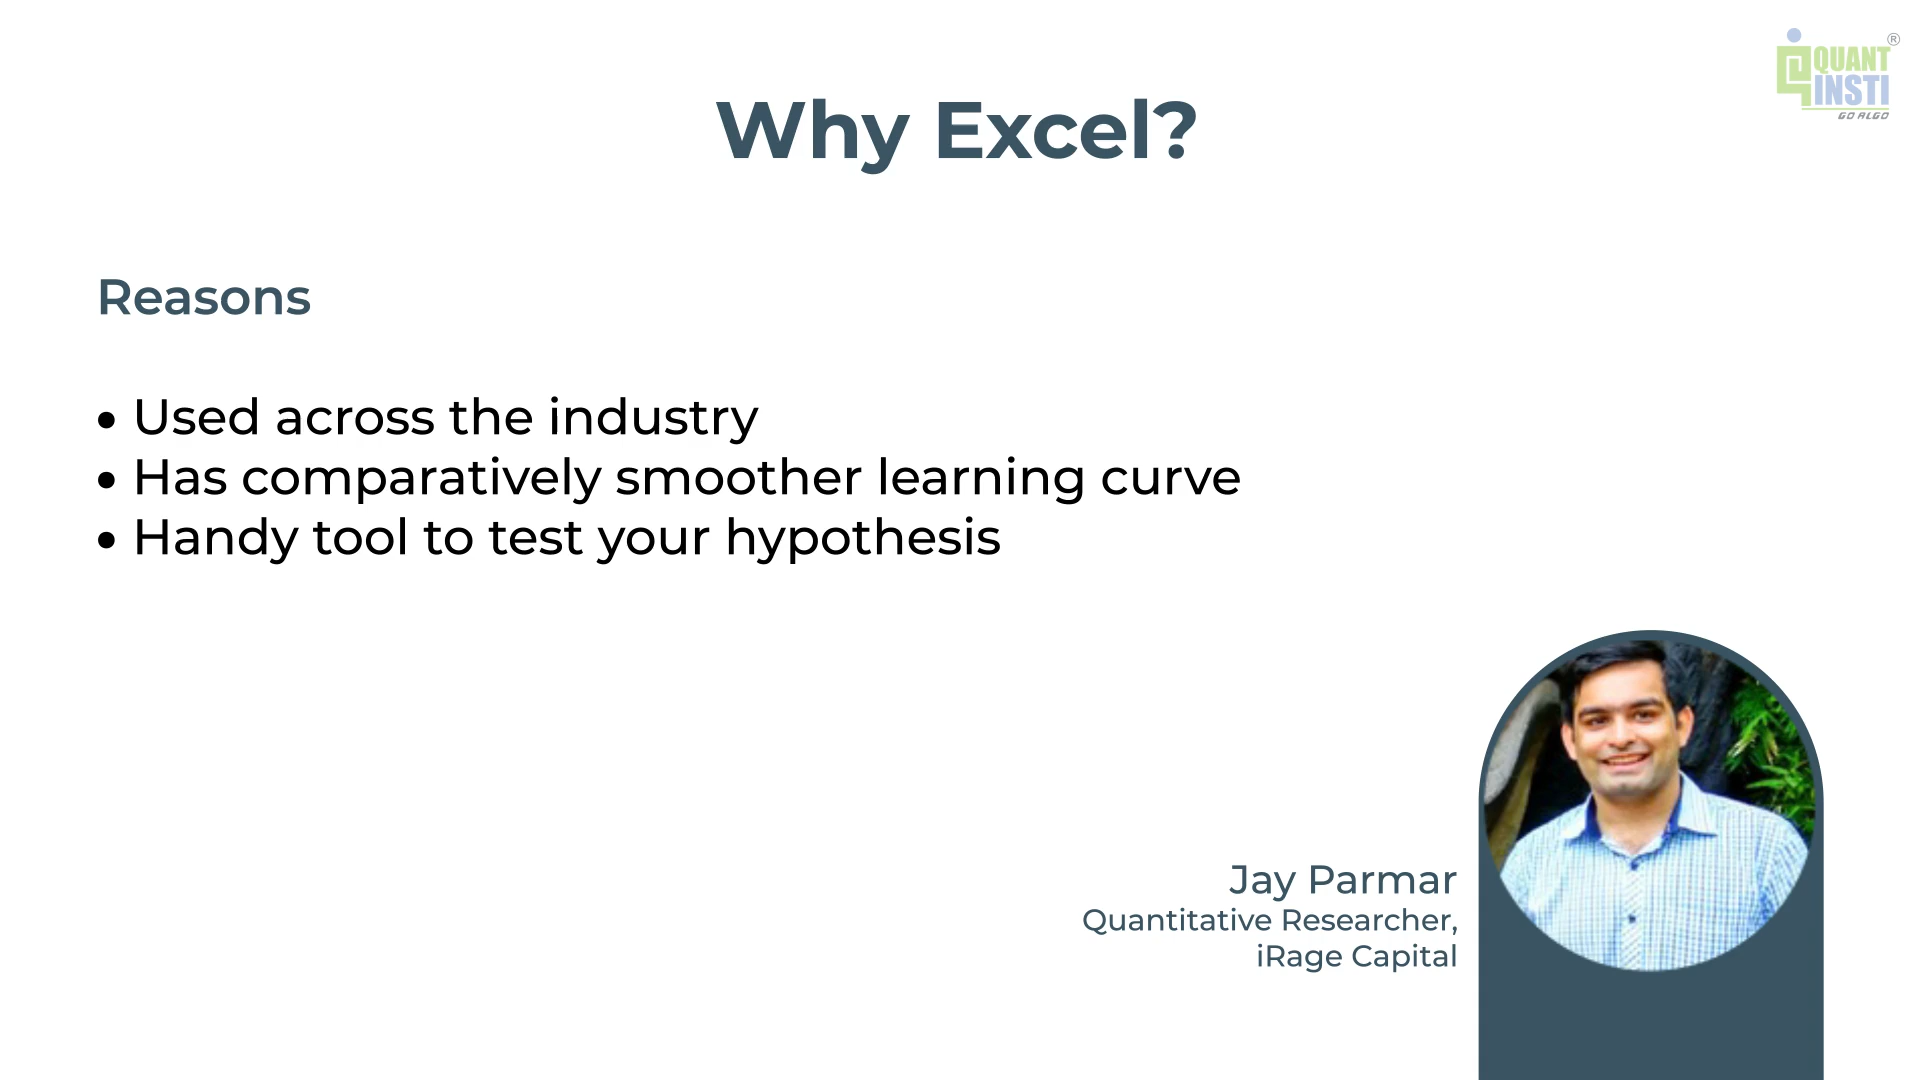 QUANT
INSTI
®
GO ALGO
Why Excel?
Reasons
• Used across the industry
• Has comparatively smoother learning curve
• Handy tool to test your hypothesis
Jay Parmar
Quantitative Researcher,
iRage Capital